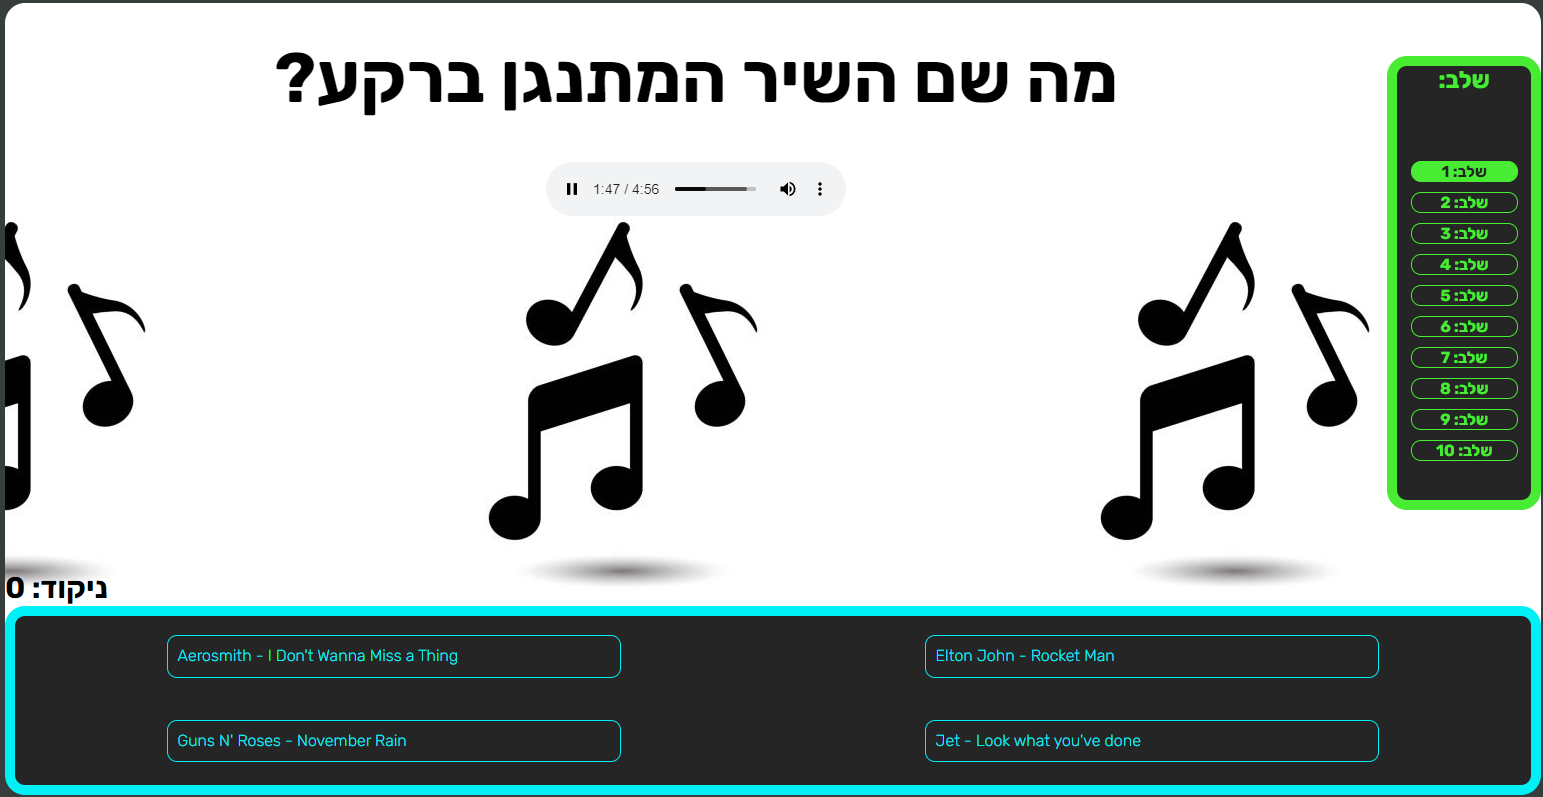 מה שם השיר המתנגן ברקע?
1:47 / 4:56
שלב:
שלב: 1
שלב: 2
שלב: 3
שלב: 4
שלב: 5
שלב: 6
שלב: 7
שלב: 8
שלב: 9
שלב: 10
ניקוד: 0
Aerosmith - I Don't Wanna Miss a Thing
Elton John - Rocket Man
Guns N' Roses - November Rain
Jet - Look what you've done